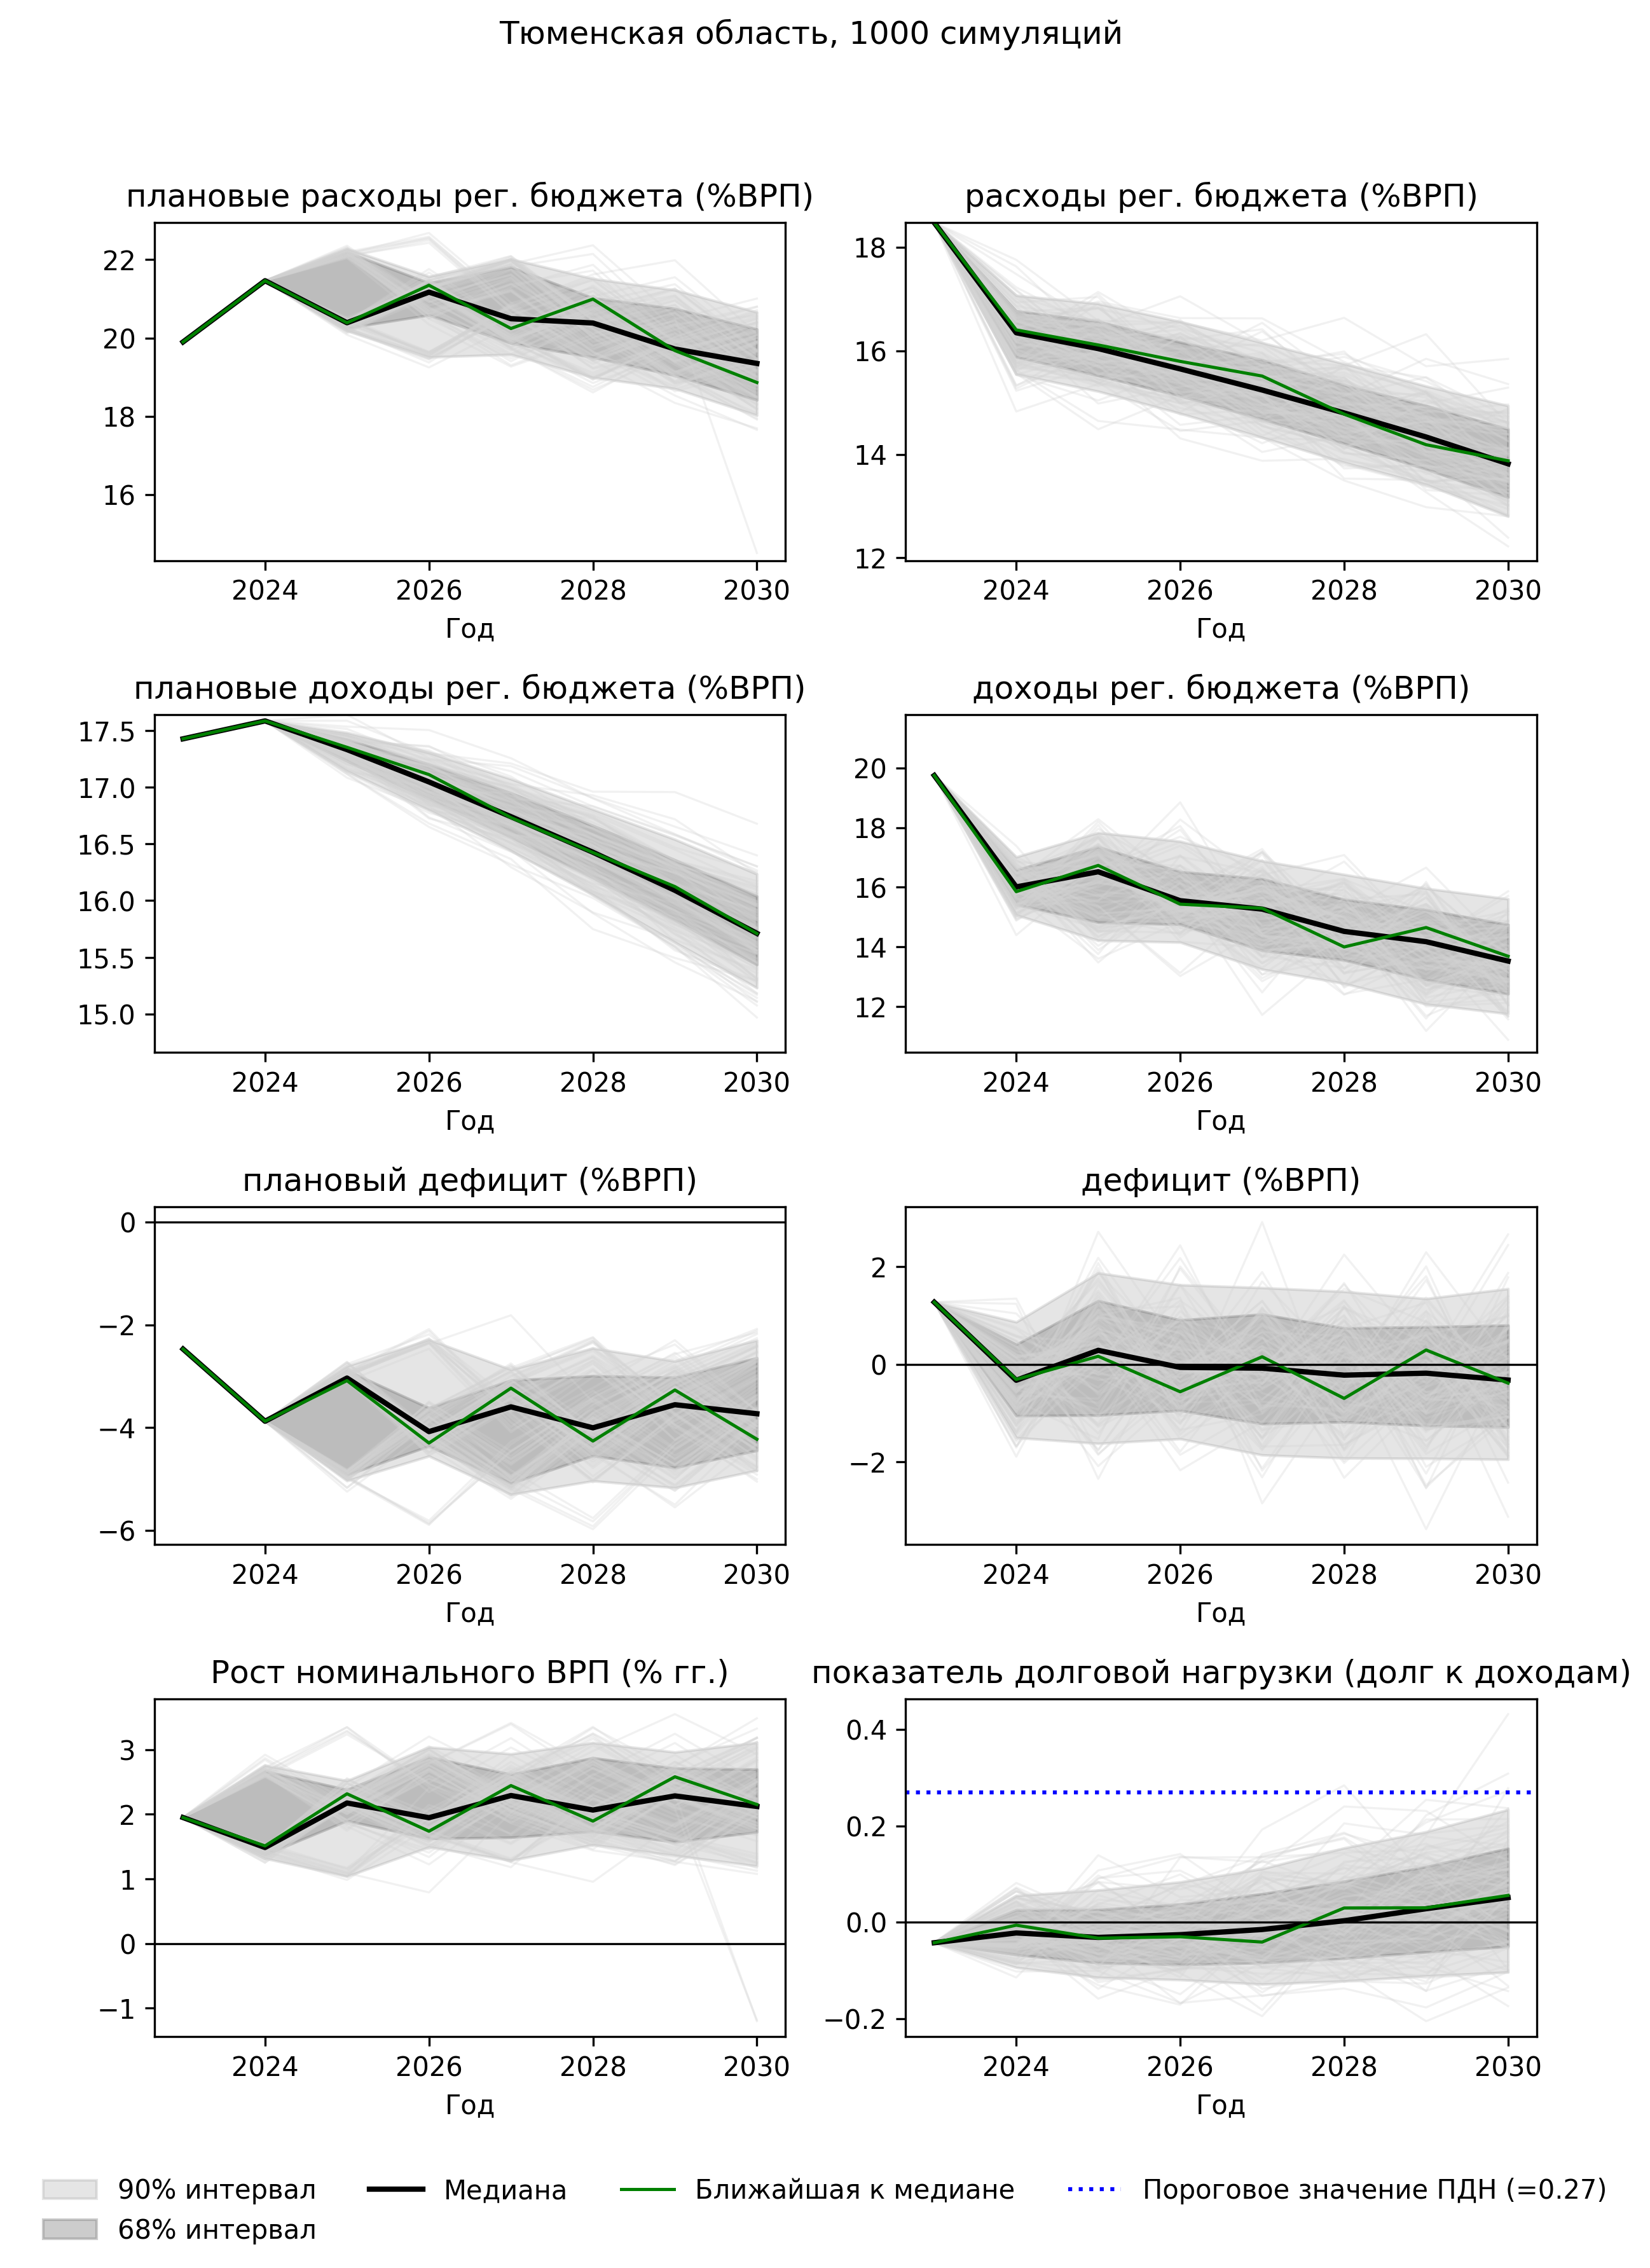 Тюменская область, 1000 симуляций
плановые расходы рег. бюджета (%ВРП)
22
20
18
16
2024 2026 2028 2030
Год
расходы рег. бюджета (%ВРП)
18
16
14
12
2024 2026 2028 2030
Год
плановые доходы рег. бюджета (%ВРП)
17.5
17.0
16.5
16.0
15.5
15.0
2024 2026 2028 2030
Год
доходы рег. бюджета (%ВРП)
20
18
16
14
12
2024 2026 2028 2030
Год
плановый дефицит (%ВРП)
0
−2
−4
−6
2024 2026 2028 2030
Год
дефицит (%ВРП)
2
0
−2
2024 2026 2028 2030
Год
Рост номинального ВРП (% гг.)
3
2
1
0
−1
2024 2026 2028 2030
Год
показатель долговой нагрузки (долг к доходам)
0.4
0.2
0.0
−0.2
2024 2026 2028 2030
Год
90% интервал
68% интервал
Медиана
Ближайшая к медиане
Пороговое значение ПДН (=0.27)